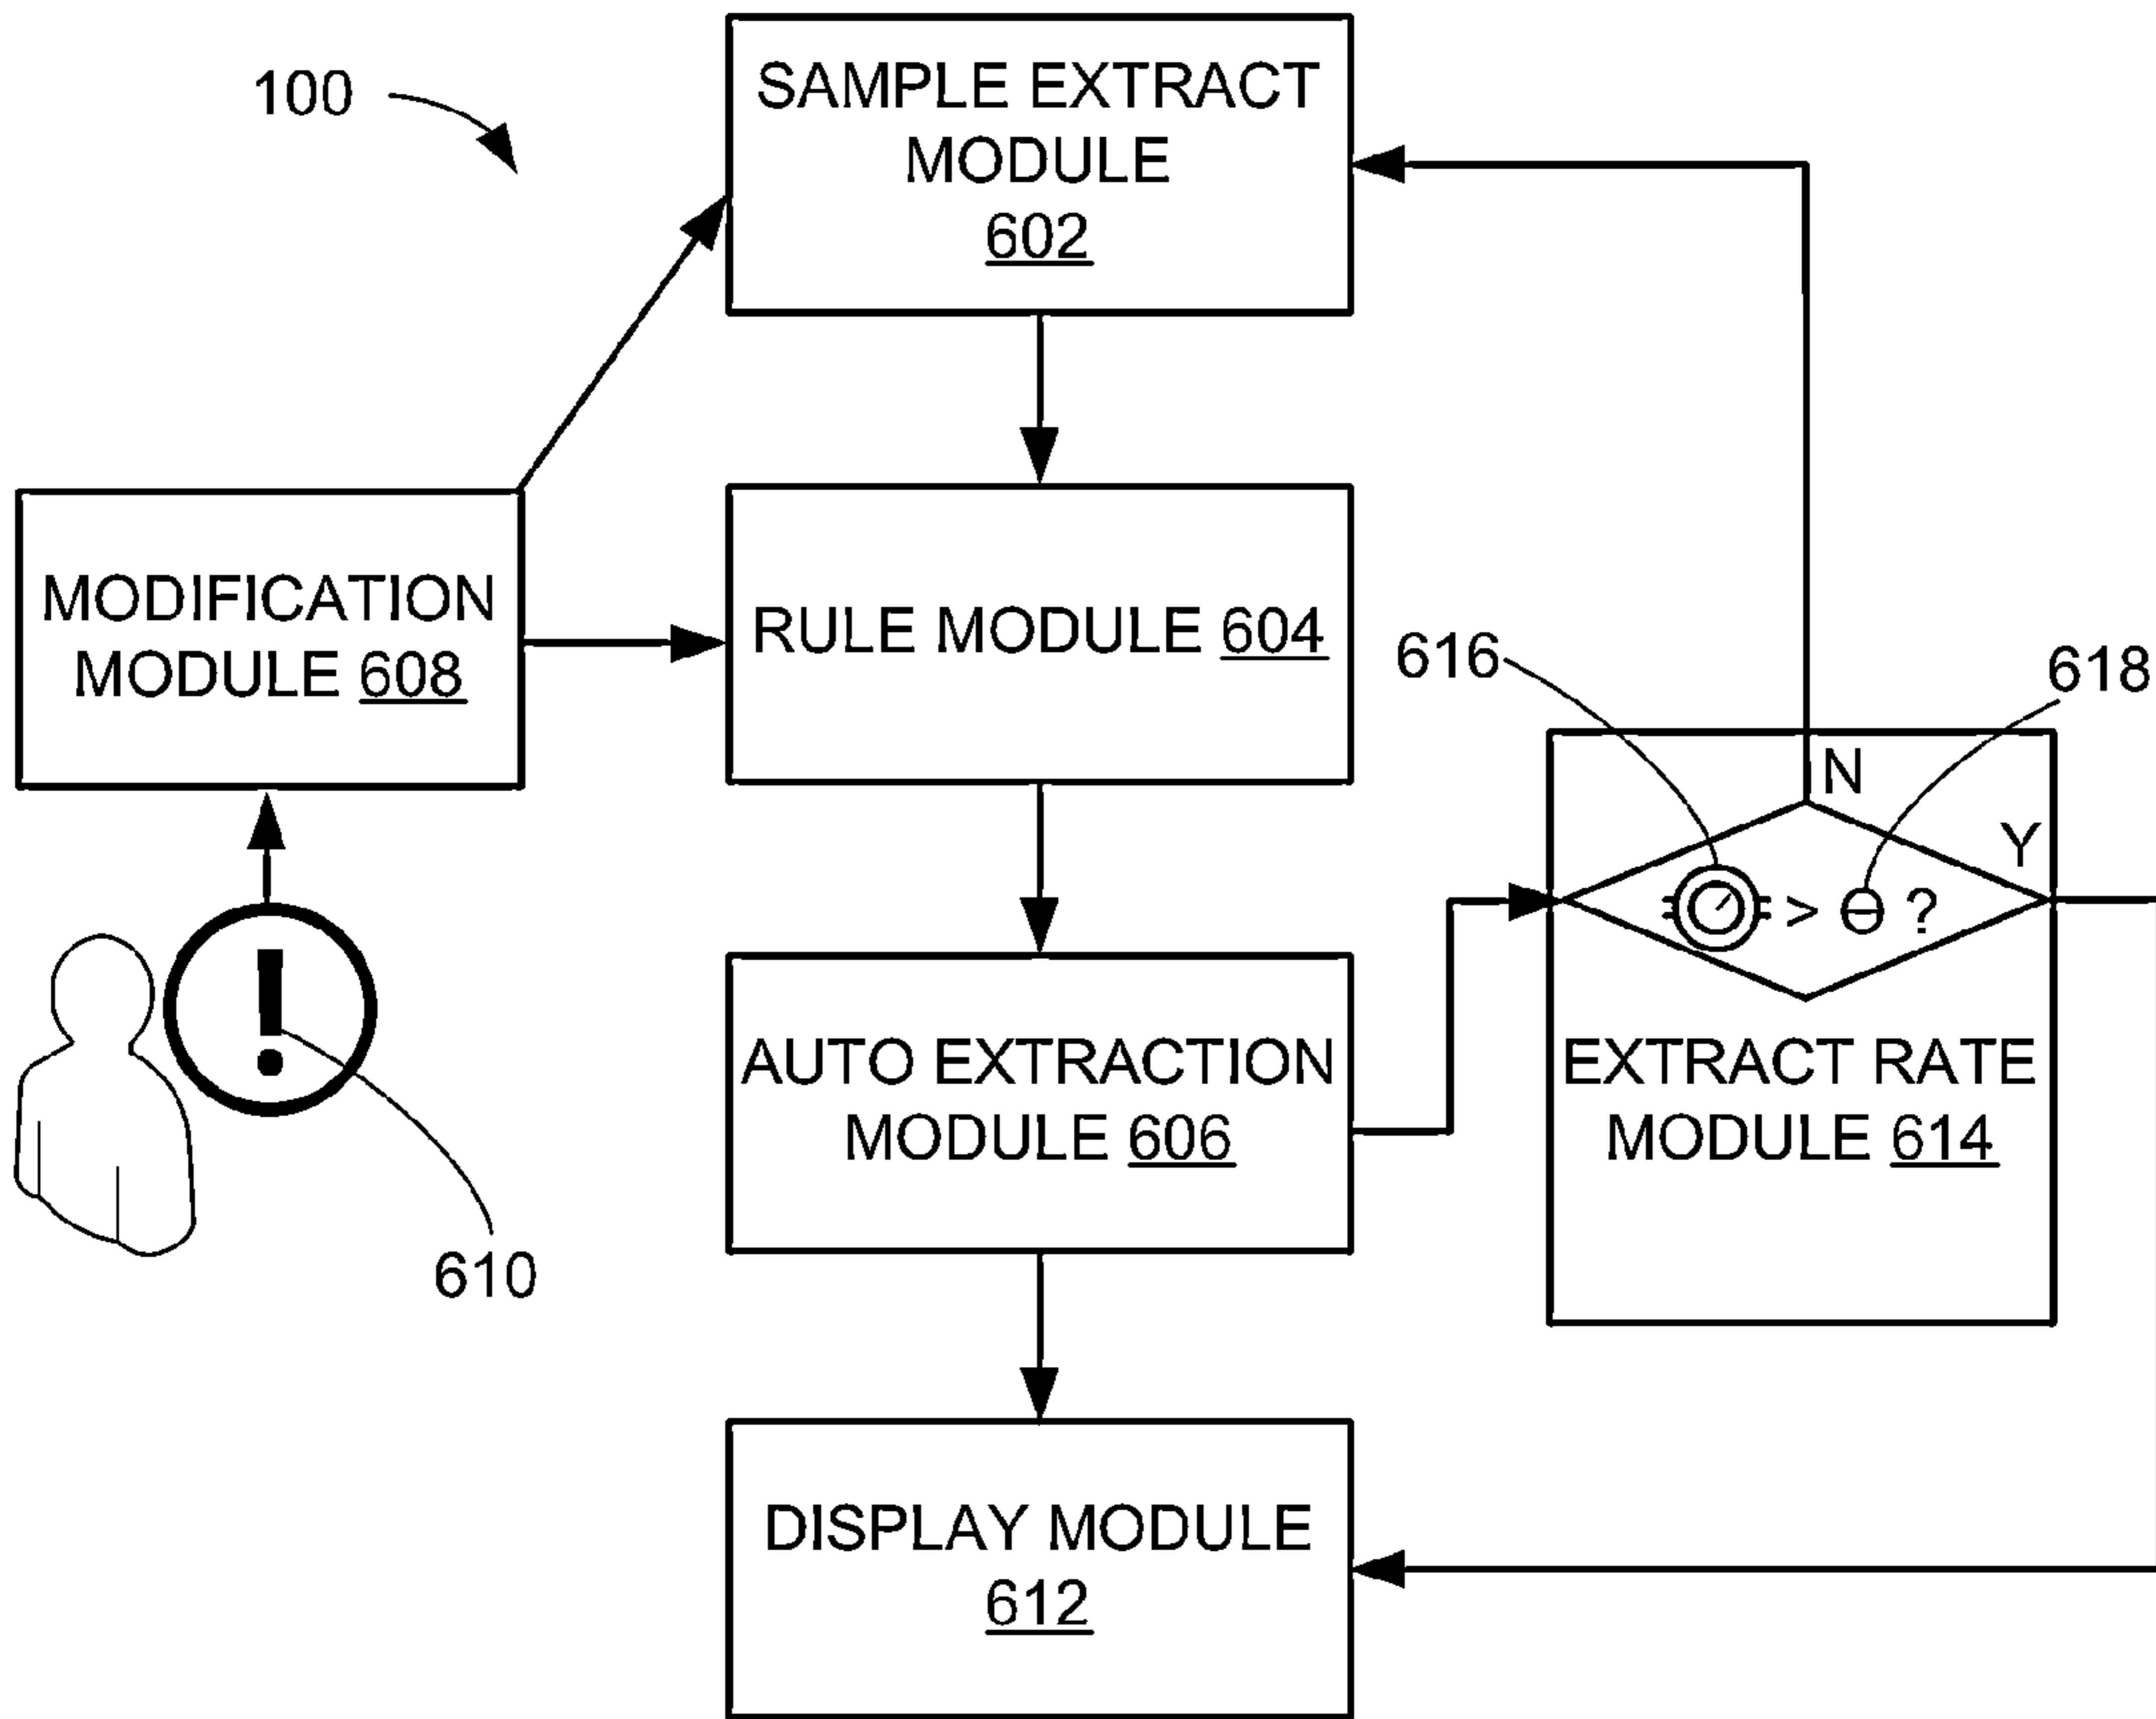 100
SAMPLE EXTRACT
MODULE
602
MODIFICATION
MODULE 608
RULE MODULE 604
616
618
N
Y
> Θ ?
!
610
AUTO EXTRACTION
MODULE 606
EXTRACT RATE
MODULE 614
DISPLAY MODULE
612